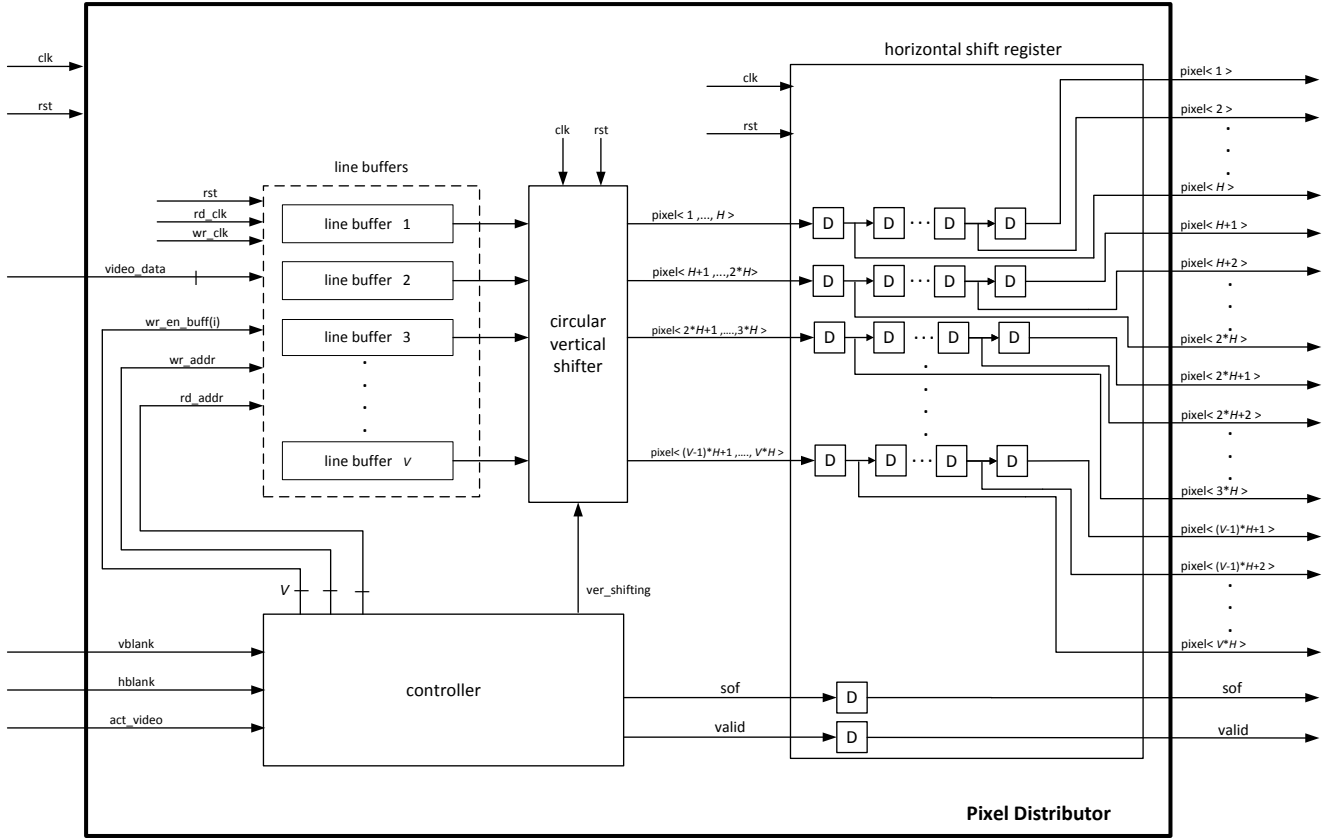 horizontal shift register
clk
rst
clk
rst
clk
rst
line buffers
rst
rd_clk
wr_clk
video_data
wr_en_buff(i)
wr_addr
rd_addr
line buffer 1
line buffer 2
line buffer 3
line buffer V
circular
vertical
shifter
pixel< 1 ,..., H >
pixel< H+1 ,...,2*H>
pixel< 2*H+1 ,....,3*H >
pixel< (V-1)*H+1 ,...., V*H >
D D ... D D
D D ... D D
D D ... D D
D D ... D D
pixel< 1 >
pixel< 2 >
pixel< H >
pixel< H+1 >
pixel< H+2 >
pixel< 2*H >
pixel< 2*H+1 >
pixel< 2*H+2 >
pixel< 3*H >
pixel< (V-1)*H+1 >
pixel< (V-1)*H+2 >
pixel< V*H >
V
ver_shifting
vblank
hblank
act_video
controller
sof
D
sof
valid
D
valid
Pixel Distributor